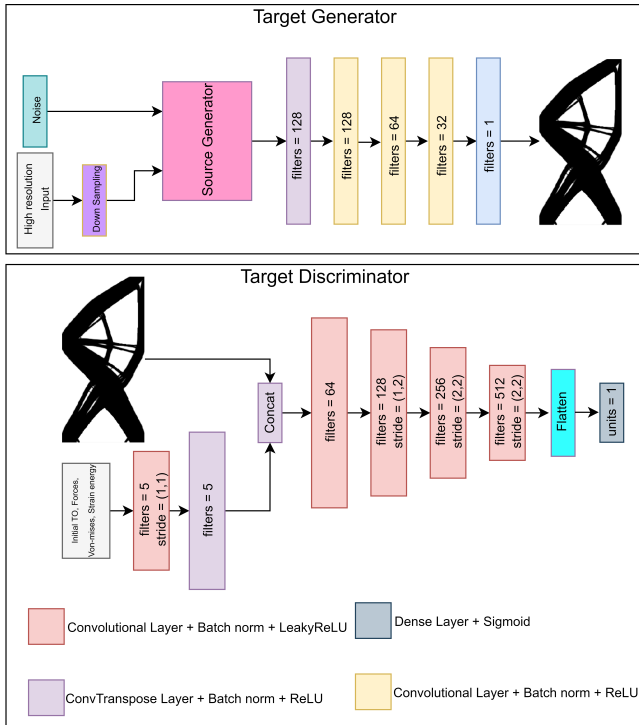 Target Generator
Noise
High resolution
Input
Down Sampling
Source Generator
filters = 128
filters = 128
filters = 64
filters = 32
filters = 1
Target Discriminator
Initial TO, Forces,
Von-mises, Strain energy
filters = 5
stride = (1,1)
filters = 5
Concat
filters = 64
filters = 128
stride = (1,2)
filters = 256
stride = (2,2)
filters = 512
stride = (2,2)
Flatten
units = 1
Convolutional Layer + Batch norm + LeakyReLU
Dense Layer + Sigmoid
ConvTranspose Layer + Batch norm + ReLU
Convolutional Layer + Batch norm + ReLU